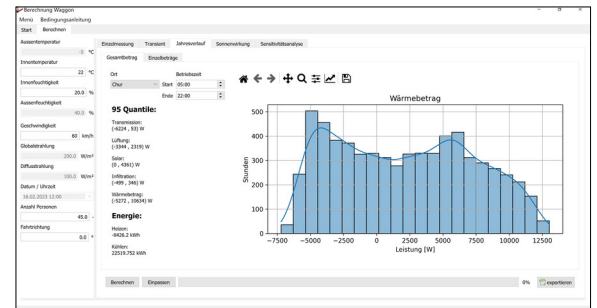 Berechnung Waggon
Menü Bedingungsanleitung
Start Berechnen
Aussentemperatur
-5 °C
Innentemperatur
22 °C
Innenfeuchtigkeit
20.0 %
Aussenfeuchtigkeit
40.0 %
Geschwindigkeit
60 km/h
Globalstrahlung
200.0 W/m²
Diffusstrahlung
100.0 W/m²
Datum / Uhrzeit
16.02.2023 12:00
Anzahl Personen
45.0 -
Fahrtrichtung
0.0 °
Einzelmessung Transient Jahresverlauf Sonnenwirkung Sensitivitätsanalyse
Gesamtbetrag Einzelbeträge
Ort Betriebszeit
Chur Start 05:00
Ende 22:00
95 Quantile:
Transmission:
(-6224 , 53) W
Lüftung:
(-3344 , 2319) W
Solar:
(0 , 4361) W
Infiltration:
(-499 , 346) W
Wärmebetrag:
(-5272 , 10634) W
Energie:
Heizen:
-9426.2 kWh
Kühlen:
22519.752 kWh
Wärmebetrag
Stunden
500
400
300
200
100
0
-7500 -5000 -2500 0 2500 5000 7500 10000 12500
Leistung [W]
Berechnen Einpassen 0% exportieren